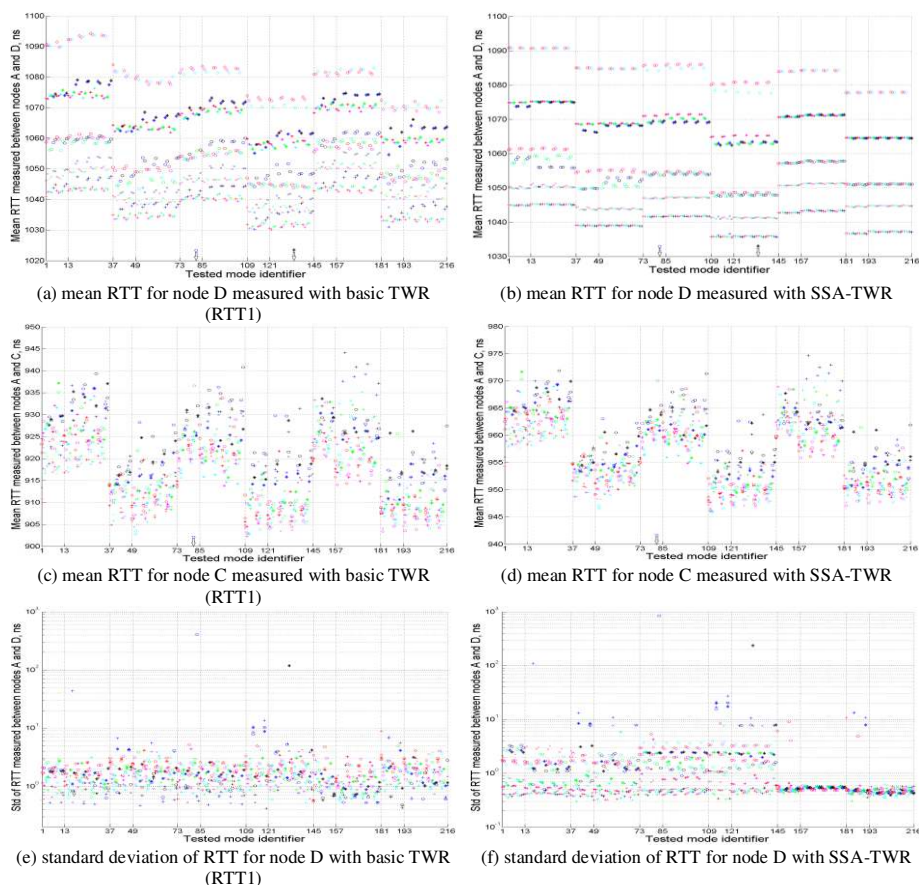 Mean RTT measured between nodes A and D, ns
1100
1090
1080
1070
1060
1050
1040
1030
1020
1 13 37 49 73 85 109 121 145 157 181 193 216
Tested mode identifier
(a) mean RTT for node D measured with basic TWR
(RTT1)
Mean RTT measured between nodes A and D, ns
1100
1090
1080
1070
1060
1050
1040
1030
1 13 37 49 73 85 109 121 145 157 181 193 216
Tested mode identifier
(b) mean RTT for node D measured with SSA-TWR
Mean RTT measured between nodes A and C, ns
950
945
940
935
930
925
920
915
910
905
900
1 13 37 49 73 85 109 121 145 157 181 193 216
Tested mode identifier
(c) mean RTT for node C measured with basic TWR
(RTT1)
Mean RTT measured between nodes A and C, ns
980
975
970
965
960
955
950
945
940
1 13 37 49 73 85 109 121 145 157 181 193 216
Tested mode identifier
(d) mean RTT for node C measured with SSA-TWR
Std of RTT measured between nodes A and D, ns
10³
10²
10¹
10⁰
1 13 37 49 73 85 109 121 145 157 181 193 216
Tested mode identifier
(e) standard deviation of RTT for node D with basic TWR
(RTT1)
Std of RTT measured between nodes A and D, ns
10³
10²
10¹
10⁰
10⁻¹
1 13 37 49 73 85 109 121 145 157 181 193 216
Tested mode identifier
(f) standard deviation of RTT for node D with SSA-TWR